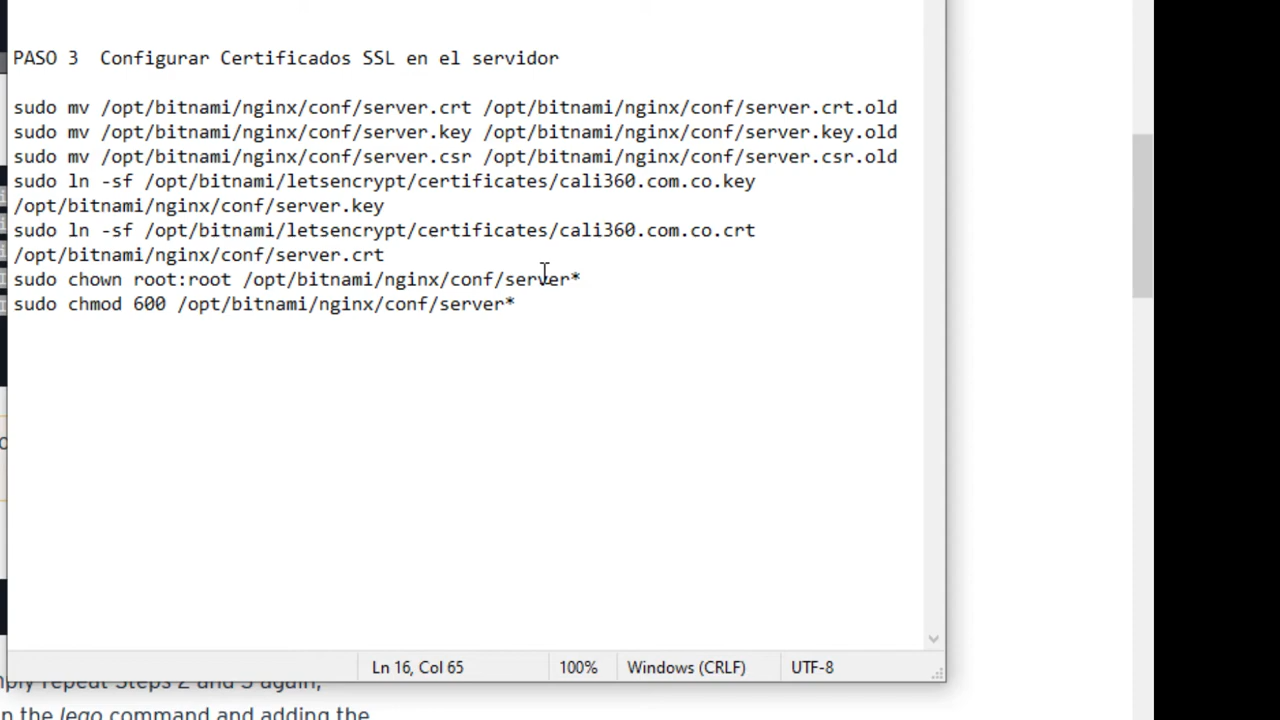 PASO 3  Configurar Certificados SSL en el servidor
sudo mv /opt/bitnami/nginx/conf/server.crt /opt/bitnami/nginx/conf/server.crt.old
sudo mv /opt/bitnami/nginx/conf/server.key /opt/bitnami/nginx/conf/server.key.old
sudo mv /opt/bitnami/nginx/conf/server.csr /opt/bitnami/nginx/conf/server.csr.old
sudo ln -sf /opt/bitnami/letsencrypt/certificates/cali360.com.co.key
/opt/bitnami/nginx/conf/server.key
sudo ln -sf /opt/bitnami/letsencrypt/certificates/cali360.com.co.crt
/opt/bitnami/nginx/conf/server.crt
sudo chown root:root /opt/bitnami/nginx/conf/server*
sudo chmod 600 /opt/bitnami/nginx/conf/server*
Ln 16, Col 65 100% Windows (CRLF) UTF-8
repeat Steps 2 and 3 again,
the lego command and adding the